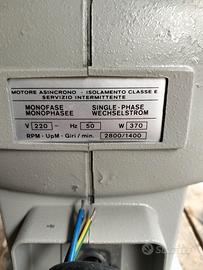 MOTORE ASINCRONO - ISOLAMENTO CLASSE E
SERVIZIO INTERMITTENTE
MONOFASE SINGLE-PHASE
MONOPHASEE WECHSELSTROM
V 220 - Hz 50 W 370
RPM - UpM - Giri / min. 2800/1400
subito